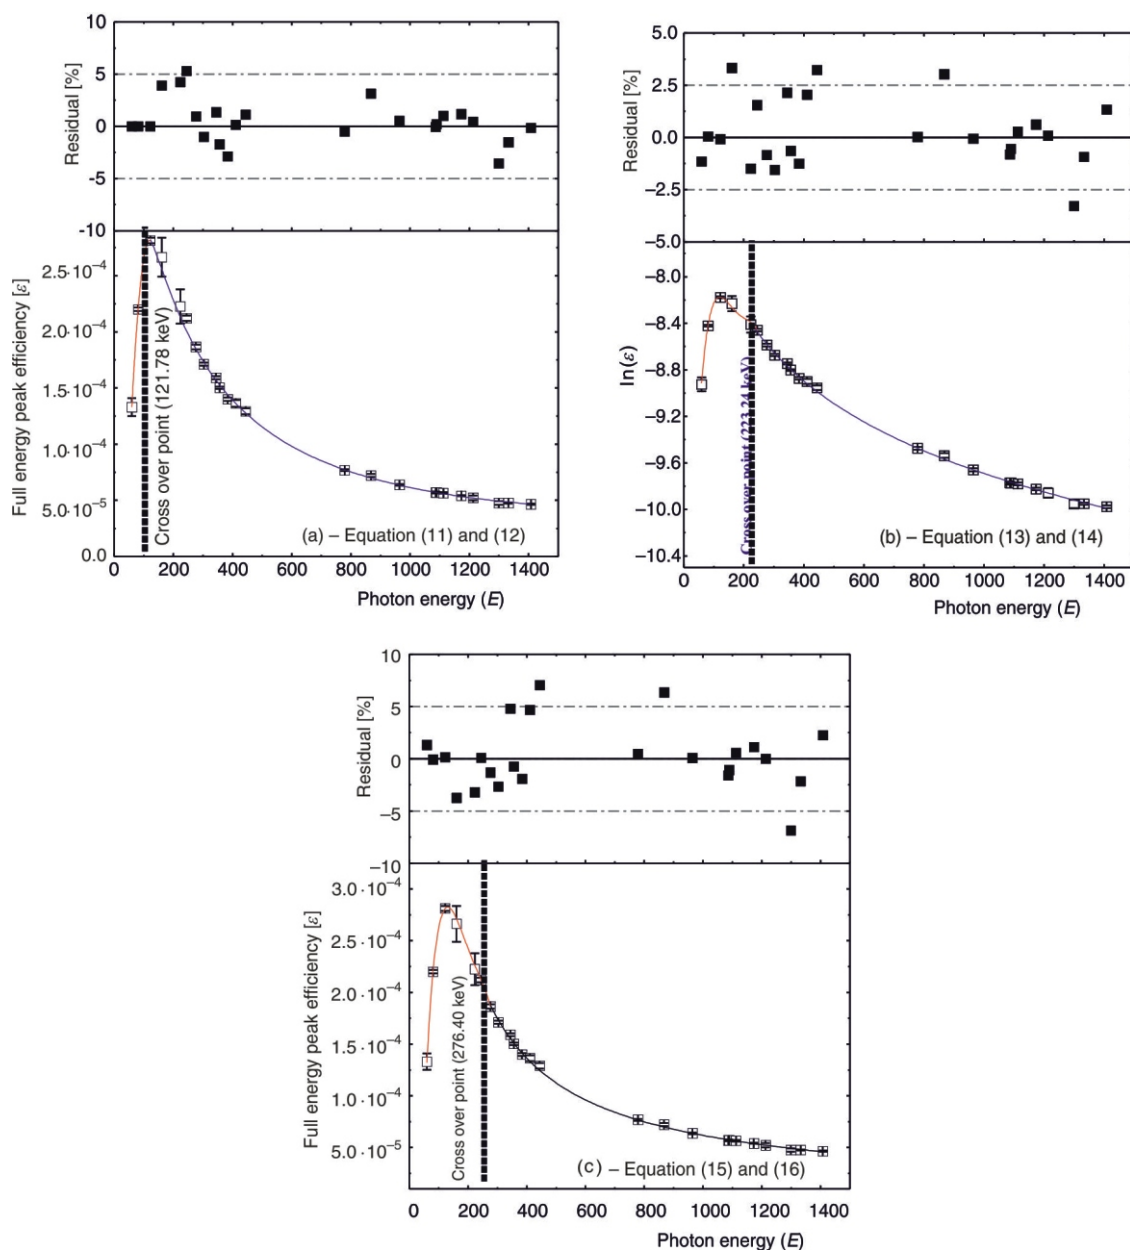 10
5
0
-5
-10
Residual [%]
2.5·10⁻⁴
2.0·10⁻⁴
1.5·10⁻⁴
1.0·10⁻⁴
5.0·10⁻⁵
0.0
Full energy peak efficiency [ε]
Cross over point (121.78 keV)
(a) – Equation (11) and (12)
0 200 400 600 800 1000 1200 1400
Photon energy (E)
5.0
2.5
0.0
−2.5
−5.0
Residual [%]
−8.0
−8.4
−8.8
−9.2
−9.6
−10.0
−10.4
ln(ε)
Cross over point (223.24 keV)
(b) – Equation (13) and (14)
0 200 400 600 800 1000 1200 1400
Photon energy (E)
10
5
0
−5
−10
Residual [%]
3.0·10⁻⁴
2.5·10⁻⁴
2.0·10⁻⁴
1.5·10⁻⁴
1.0·10⁻⁴
5.0·10⁻⁵
Full energy peak efficiency [ε]
Cross over point (276.40 keV)
(c) – Equation (15) and (16)
0 200 400 600 800 1000 1200 1400
Photon energy (E)